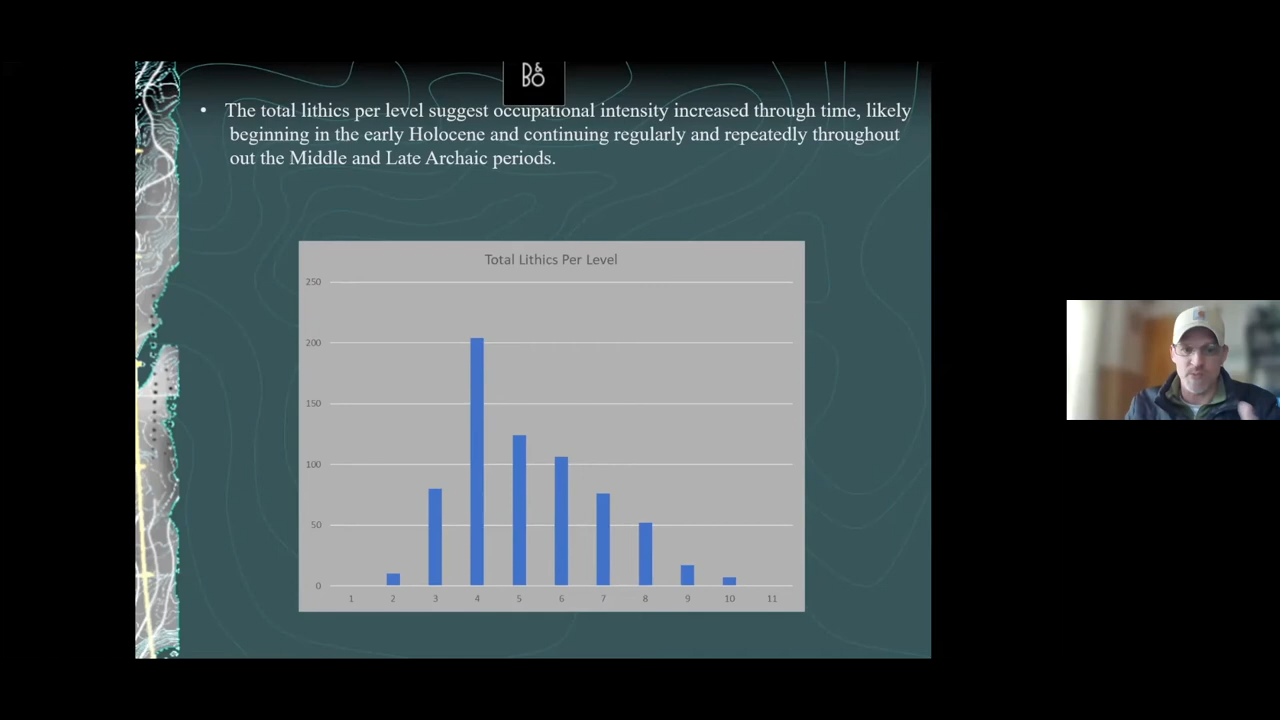 B&O
• The total lithics per level suggest occupational intensity increased through time, likely
beginning in the early Holocene and continuing regularly and repeatedly throughout
out the Middle and Late Archaic periods.
Total Lithics Per Level
250
200
150
100
50
0
1 2 3 4 5 6 7 8 9 10 11